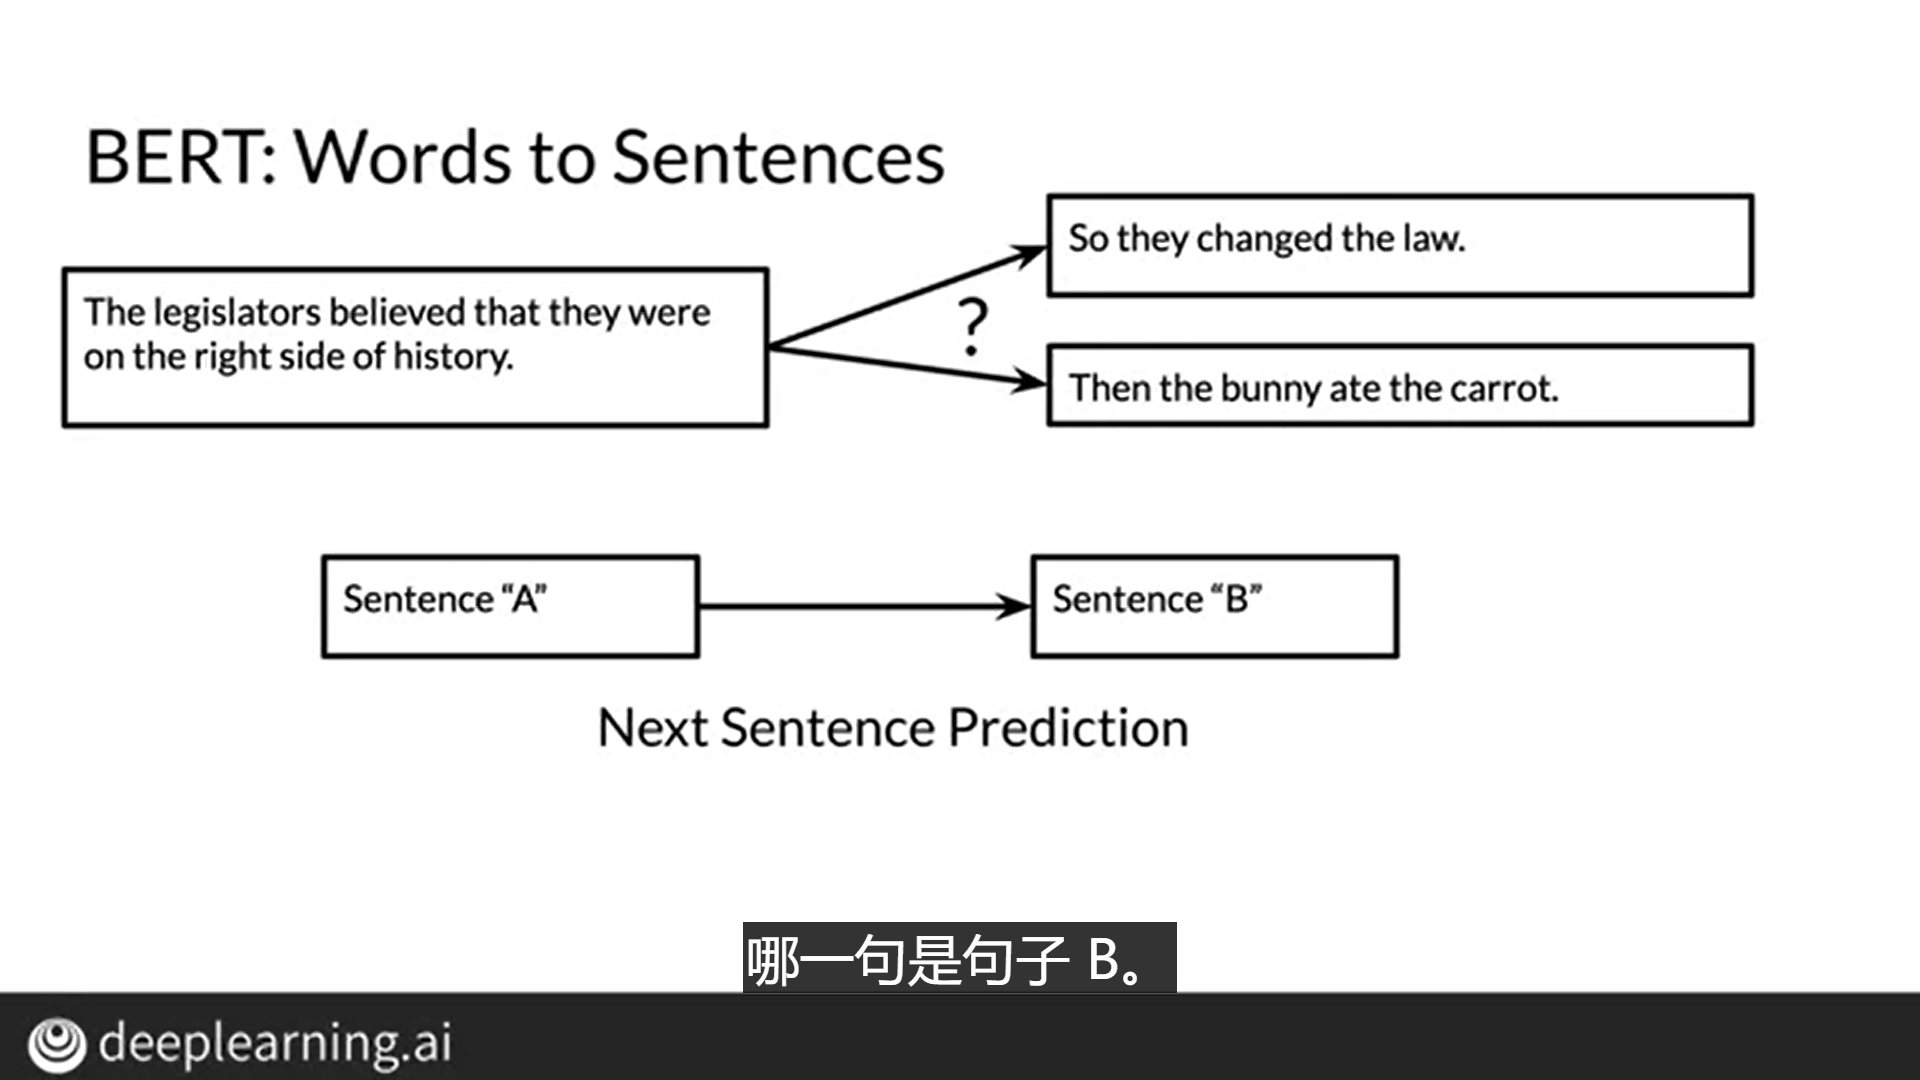 BERT: Words to Sentences
The legislators believed that they were
on the right side of history.
?
So they changed the law.
Then the bunny ate the carrot.
Sentence “A”
Sentence “B”
Next Sentence Prediction
哪一句是句子 B。
deeplearning.ai